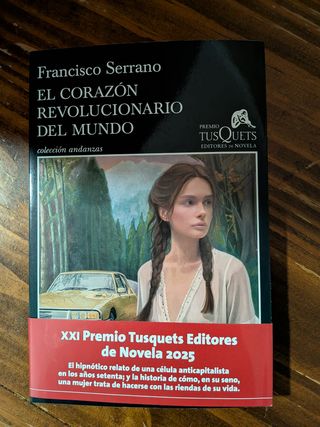 Francisco Serrano
EL CORAZÓN
REVOLUCIONARIO
DEL MUNDO
colección andanzas
PREMIO
TUSQUETS
EDITORES DE NOVELA
XXI Premio Tusquets Editores
de Novela 2025
El hipnótico relato de una célula anticapitalista
en los años setenta; y la historia de cómo, en su seno,
una mujer trata de hacerse con las riendas de su vida.